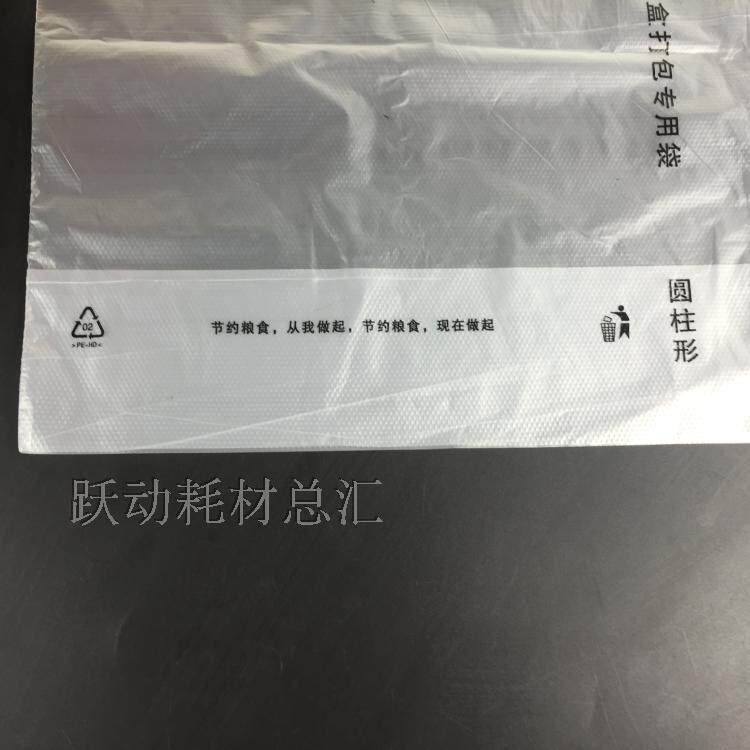 盒打包专用袋
圆柱形
节约粮食，从我做起，节约粮食，现在做起
02
>PE-HD<
跃动耗材总汇